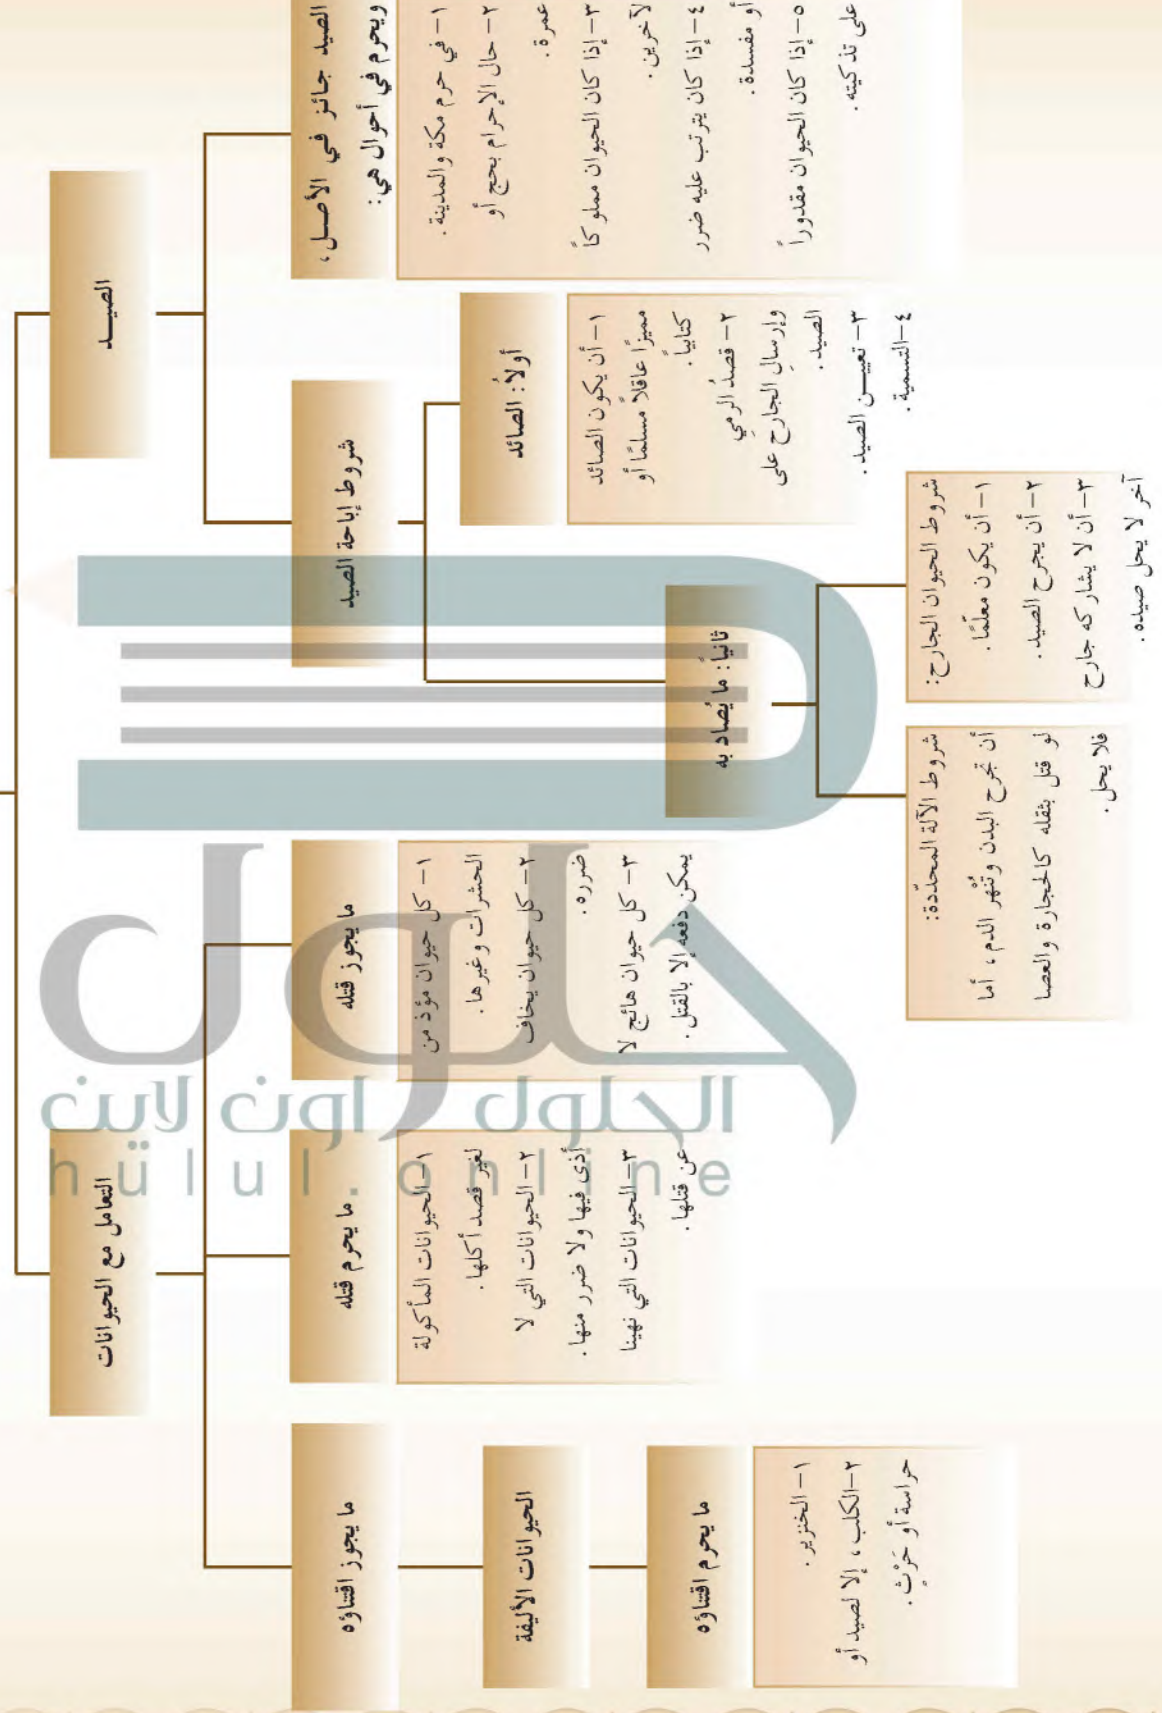 الصيـــد
الصيد جائز في الأصـل،
ويحرم في أحوال هي:
١- في حرم مكة والمدينة.
٢- حال الإحرام بحج أو
عمرة.
٣- إذا كان الحيوان مملوكاً
لآخرين.
٤- إذا كان يترتب عليه ضرر
أو مفسدة.
٥- إذا كان الحيوان مقدوراً
على تذكيته.
شروط إباحة الصيد
أولاً: الصائد
١- أن يكون الصائد
مميزًا عاقلاً مسلمًا أو
كتابياً.
٢- قصدُ الرميِ
وإرسالِ الجارح على
الصيد.
٣- تعييـن الصيد.
٤-التسمية.
ثانياً: ما يُصاد به
شروط الحيوان الجارح:
١- أن يكون معلَّمًا.
٢- أن يجرح الصيد.
٣- أن لا يشاركه جارح
آخر لا يحل صيده.
شروط الآلة المحدّدة:
أن تجرح البدن وتُنْهر الدم، أما
لو قتل بثقله كالحجارة والعصا
فلا يحل.
التعامل مع الحيوانات
ما يجوز قتله
١- كل حيوان مؤذ من
الحشرات وغيرها.
٢- كل حيوان يخاف
ضرره.
٣- كل حيوان هائج لا
يمكن دفعه إلا بالقتل.
ما يحرم قتله
١- الحيوانات المأكولة
لغير قصد أكلها.
٢- الحيوانات التي لا
أذى فيها ولا ضرر منها.
٣-الحيوانات التي نهينا
عن قتلها.
ما يجوز اقتناؤه
الحيوانات الأليفة
ما يحرم اقتناؤه
١- الخنزير.
٢-الكلب، إلا لصيد أو
حراسة أو حَرْثٍ.
حلول
الحلول اون لاين
hulul.online